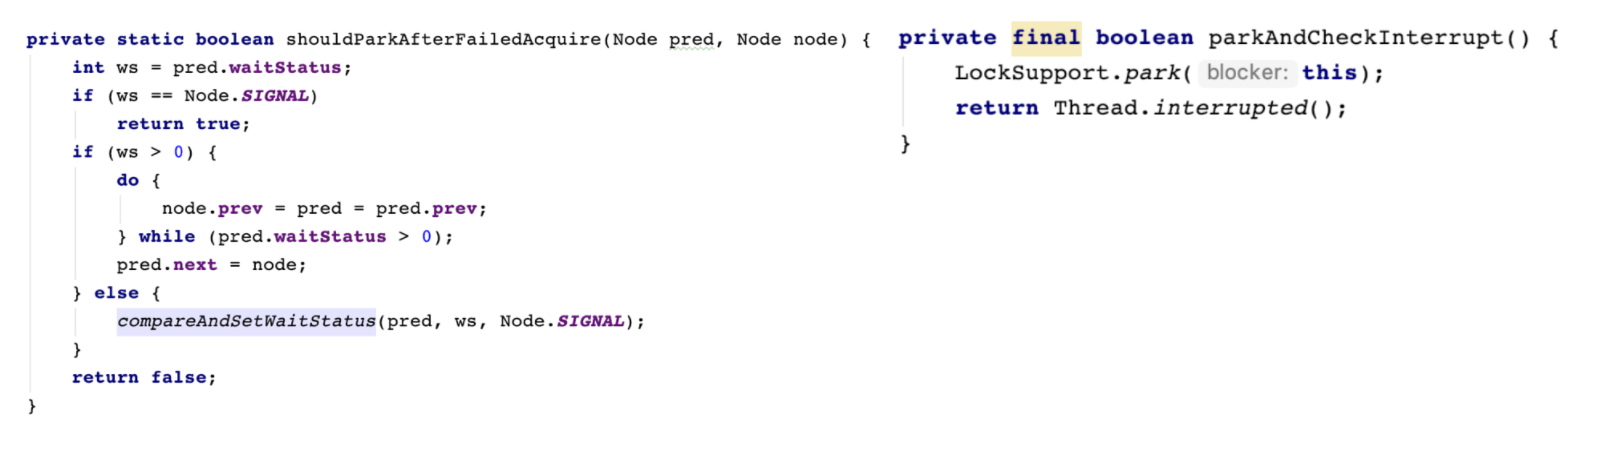 private static boolean shouldParkAfterFailedAcquire(Node pred, Node node) {
int ws = pred.waitStatus;
if (ws == Node.SIGNAL)
return true;
if (ws > 0) {
do {
node.prev = pred = pred.prev;
} while (pred.waitStatus > 0);
pred.next = node;
} else {
compareAndSetWaitStatus(pred, ws, Node.SIGNAL);
}
return false;
}
private final boolean parkAndCheckInterrupt() {
LockSupport.park( blocker: this);
return Thread.interrupted();
}